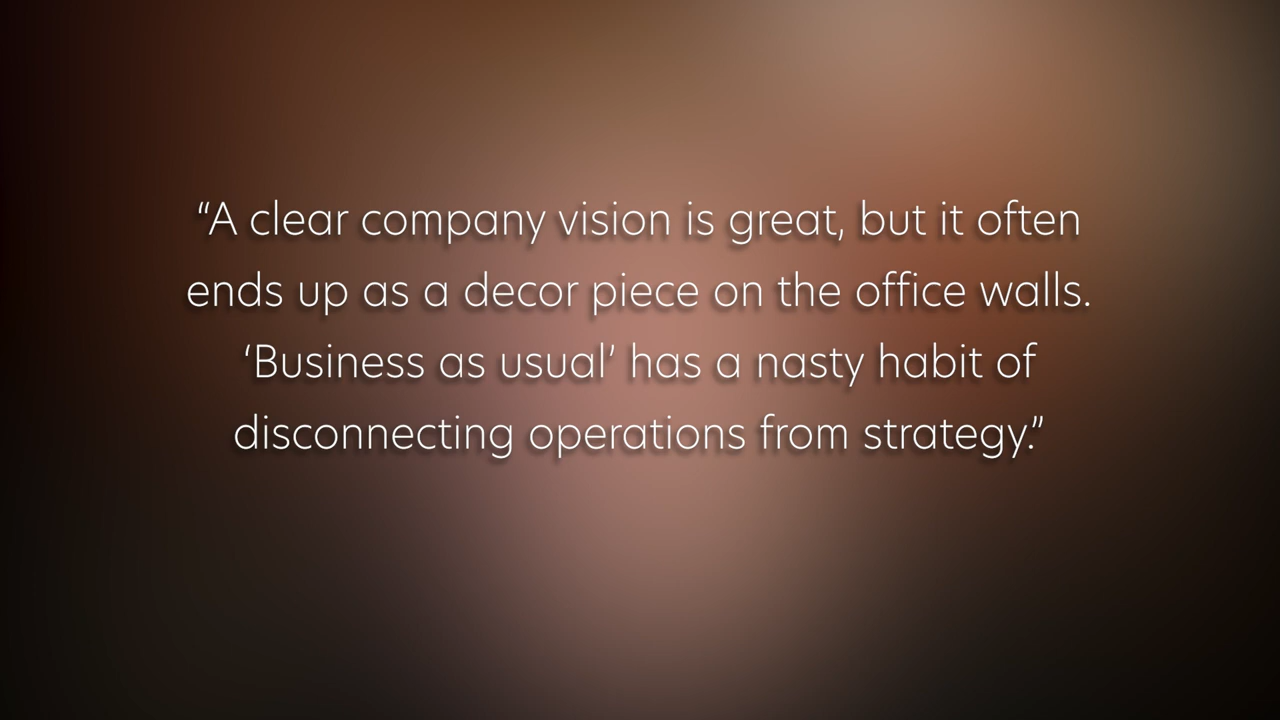 “A clear company vision is great, but it often
ends up as a decor piece on the office walls.
‘Business as usual’ has a nasty habit of
disconnecting operations from strategy.”